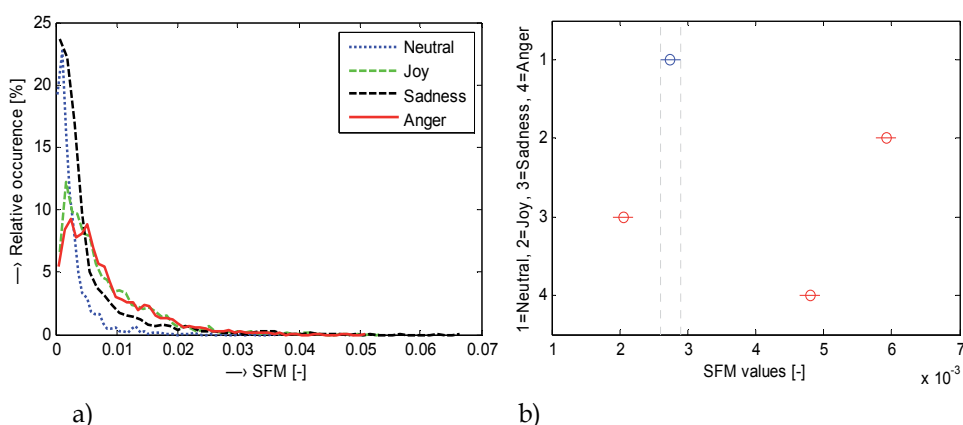 25
20
15
10
5
0
—> Relative occurence [%]
Neutral
Joy
Sadness
Anger
0 0.01 0.02 0.03 0.04 0.05 0.06 0.07
—> SFM [-]
a)
1=Neutral, 2=Joy, 3=Sadness, 4=Anger
1
2
3
4
1 2 3 4 5 6 7
SFM values [-]
x 10-3
b)